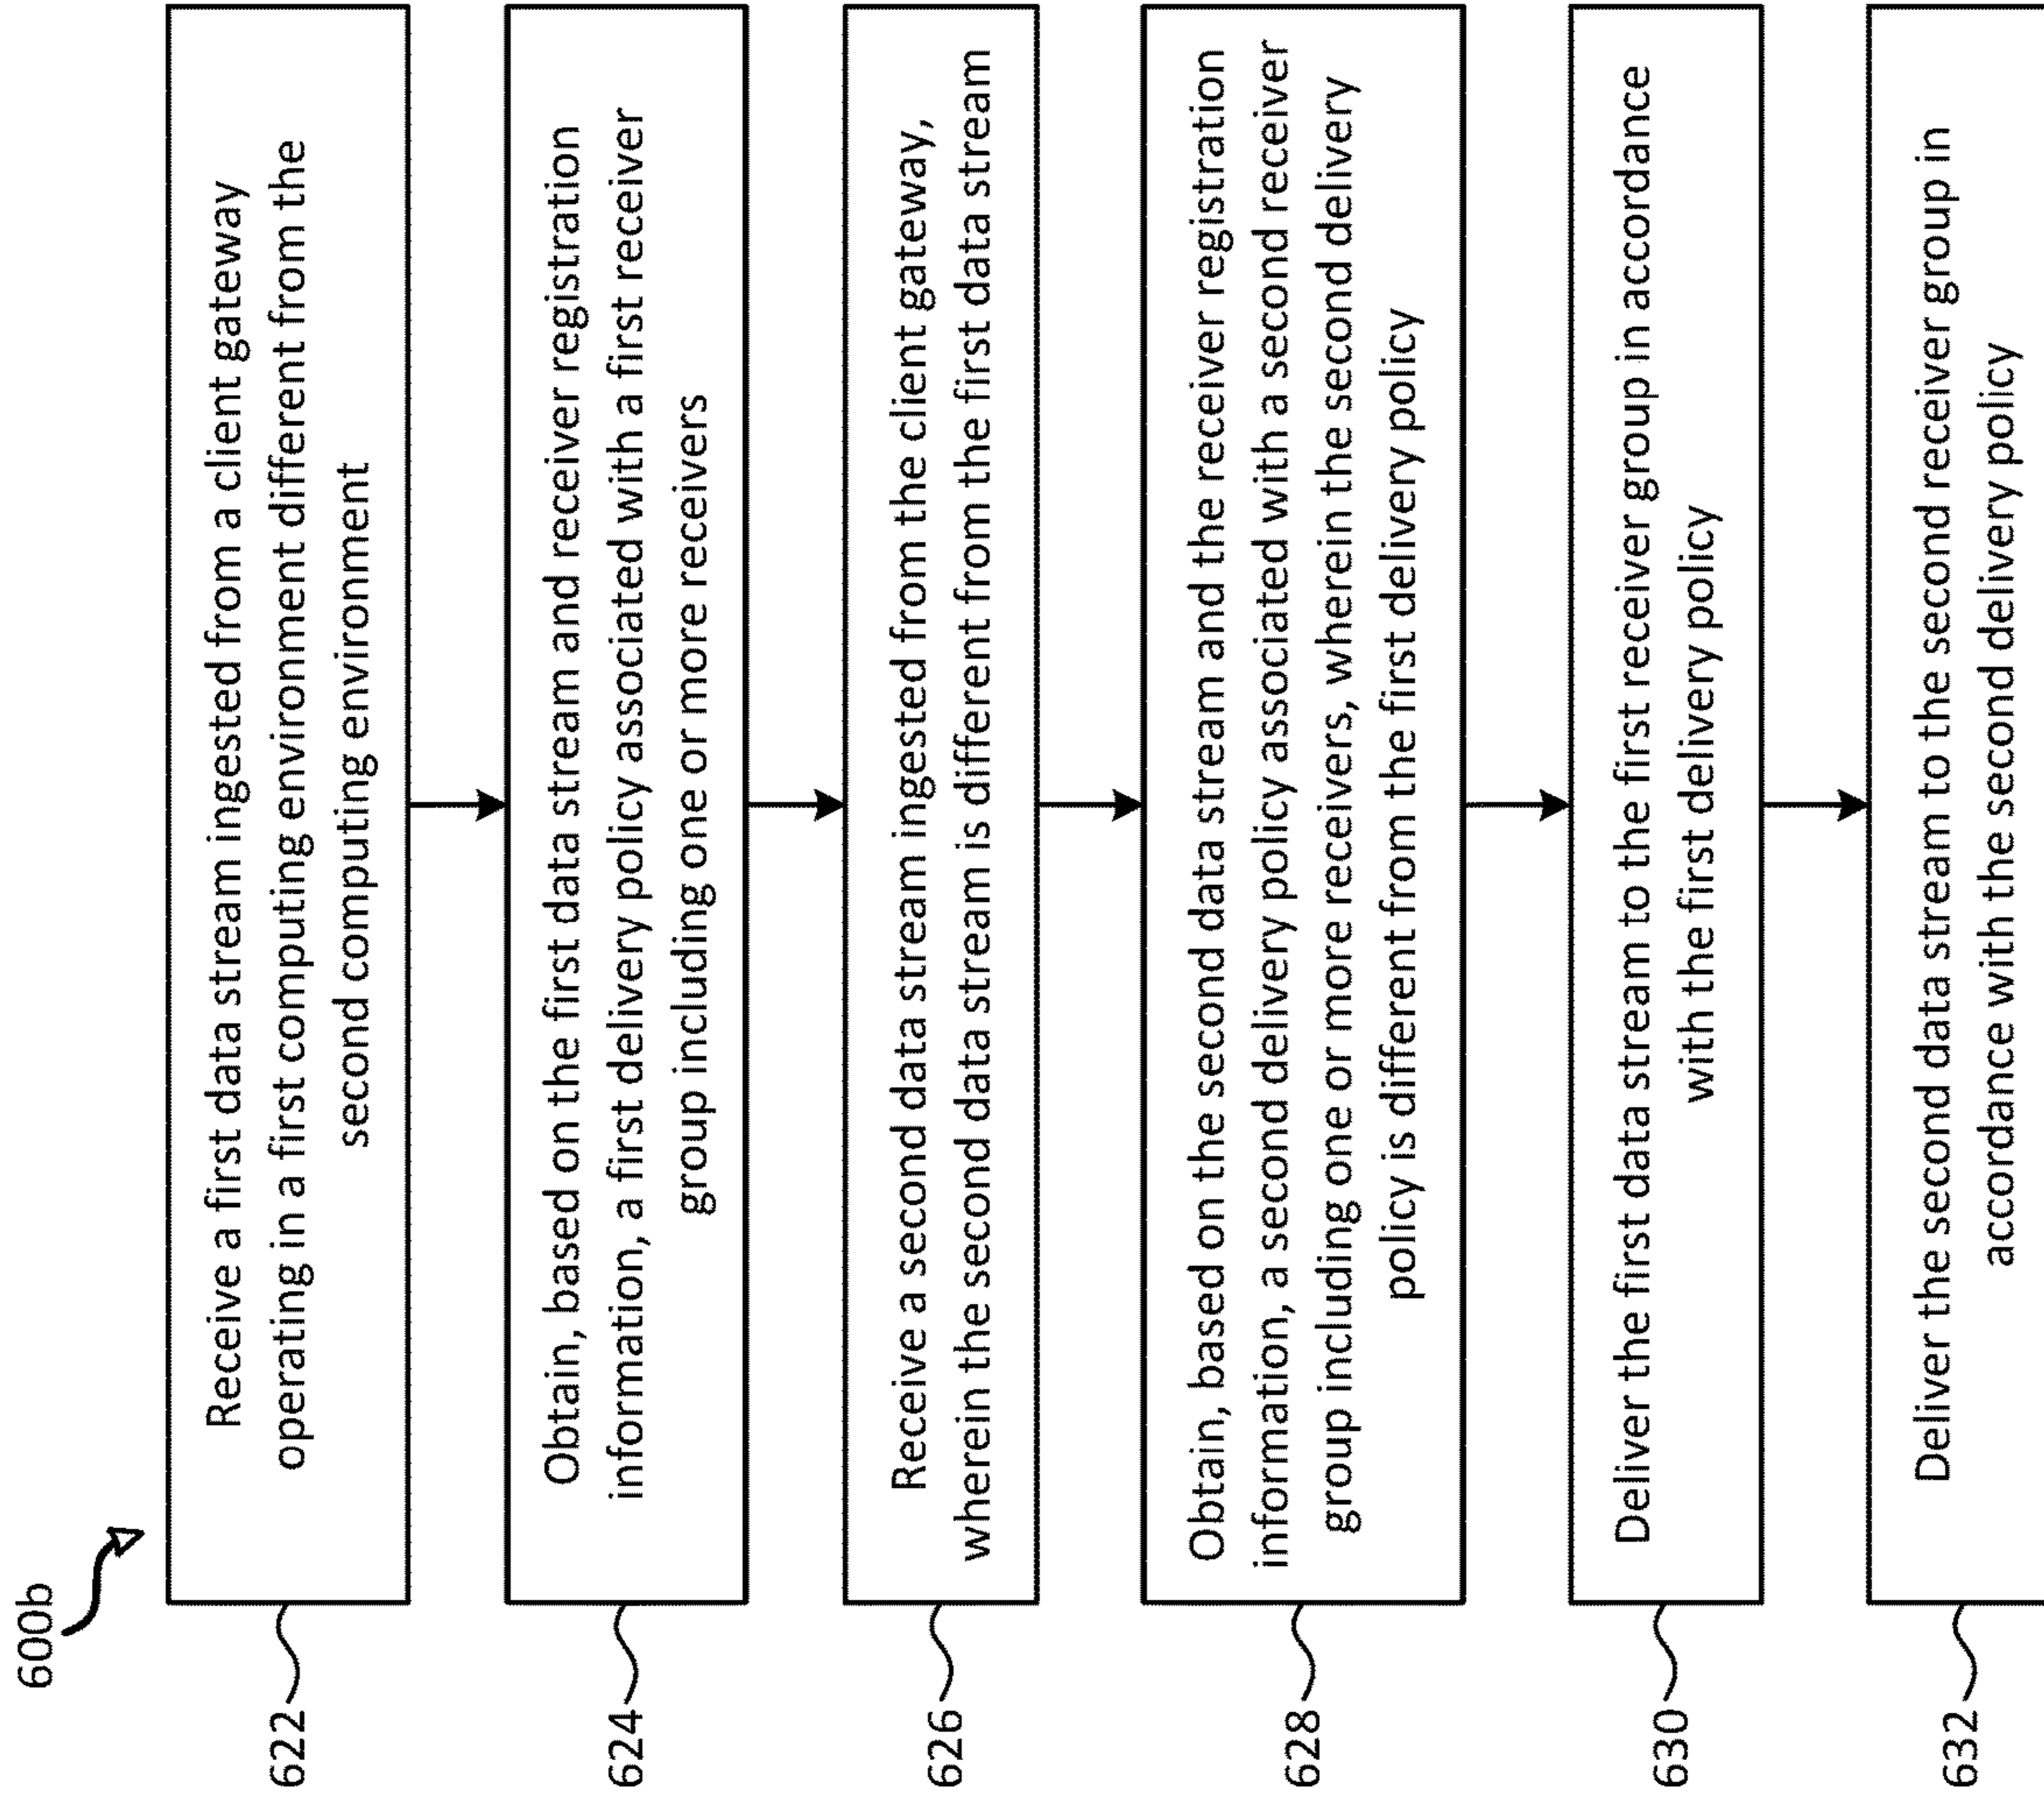 600b
622
Receive a first data stream ingested from a client gateway
operating in a first computing environment different from the
second computing environment
624
Obtain, based on the first data stream and receiver registration
information, a first delivery policy associated with a first receiver
group including one or more receivers
626
Receive a second data stream ingested from the client gateway,
wherein the second data stream is different from the first data stream
628
Obtain, based on the second data stream and the receiver registration
information, a second delivery policy associated with a second receiver
group including one or more receivers, wherein the second delivery
policy is different from the first delivery policy
630
Deliver the first data stream to the first receiver group in accordance
with the first delivery policy
632
Deliver the second data stream to the second receiver group in
accordance with the second delivery policy